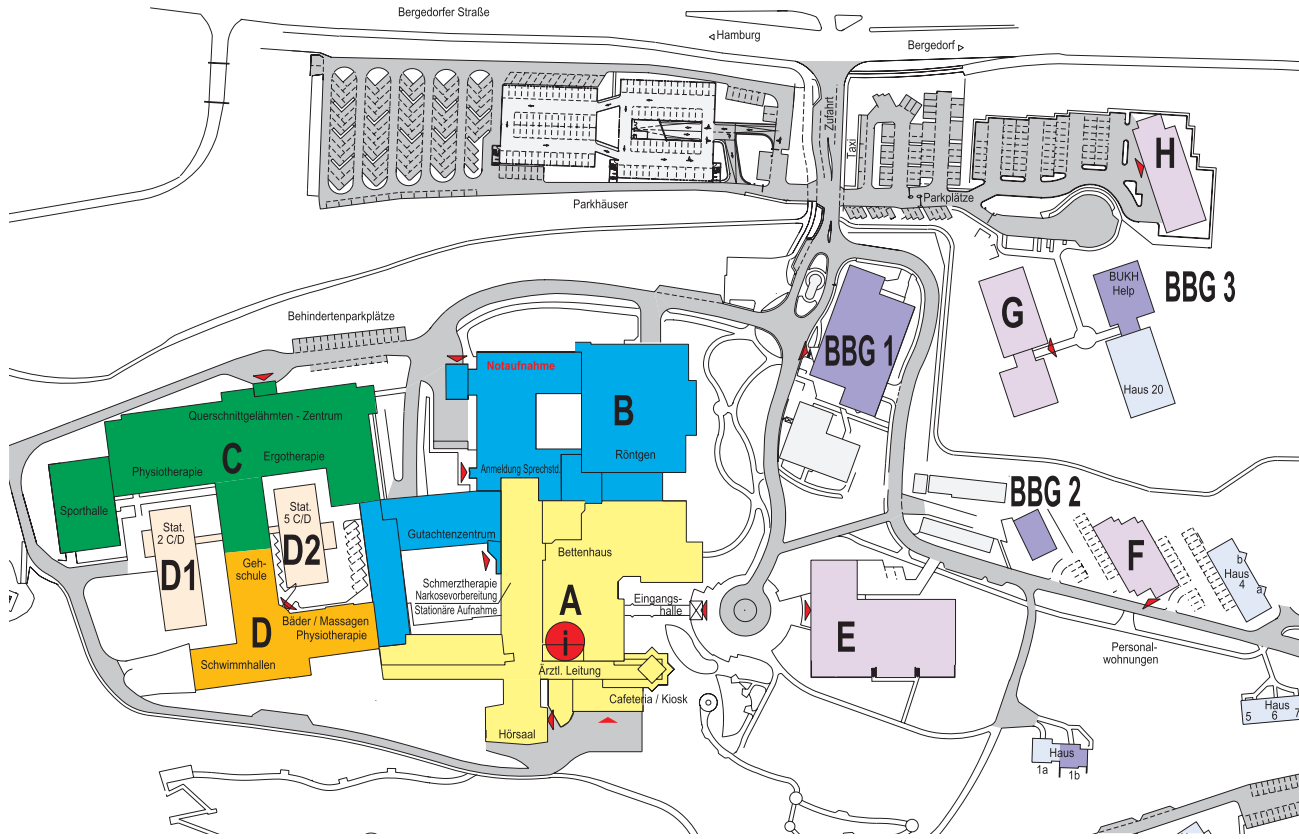 Bergedorfer Straße
Hamburg
Bergedorf
Zufahrt
Taxi
H
Parkhäuser
Parkplätze
BUKH
Help
BBG 3
G
Haus 20
Behindertenparkplätze
BBG 1
Notaufnahme
B
Röntgen
Anmeldung Sprechstd.
Querschnittgelähmten - Zentrum
C
Ergotherapie
Physiotherapie
Sporthalle
Stat.
2 C/D
D1
Stat.
5 C/D
D2
Gutachtenzentrum
Bettenhaus
BBG 2
F
b
Haus
4
a
Geh-
schule
Schmerztherapie
Narkosevorbereitung
Stationäre Aufnahme
A
Eingangs-
halle
Bäder / Massagen
Physiotherapie
D
Schwimmhallen
i
Ärztl. Leitung
Cafeteria / Kiosk
Hörsaal
E
Personal-
wohnungen
Haus
5 6 7
Haus
1a 1b